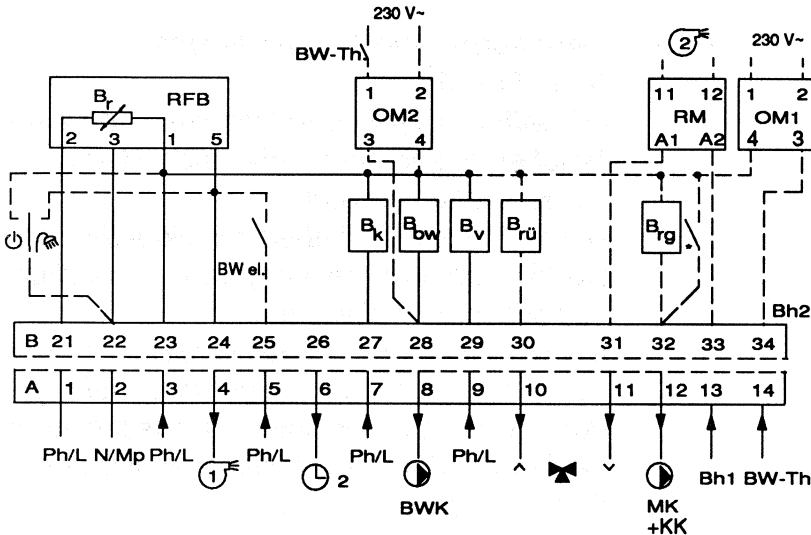 230 V~
2
230 V~
BW-Th.
Br RFB
2 3 1 5
1 2
OM2
3 4
11 12
RM
A1 A2
1 2
OM1
4 3
Bk Bbw Bv Brü Brg *
BW el.
Bh2
B 21 22 23 24 25 26 27 28 29 30 31 32 33 34
A 1 2 3 4 5 6 7 8 9 10 11 12 13 14
Ph/L N/Mp Ph/L 1 Ph/L 2 Ph/L Ph/L Bh1 BW-Th
BWK MK
+KK